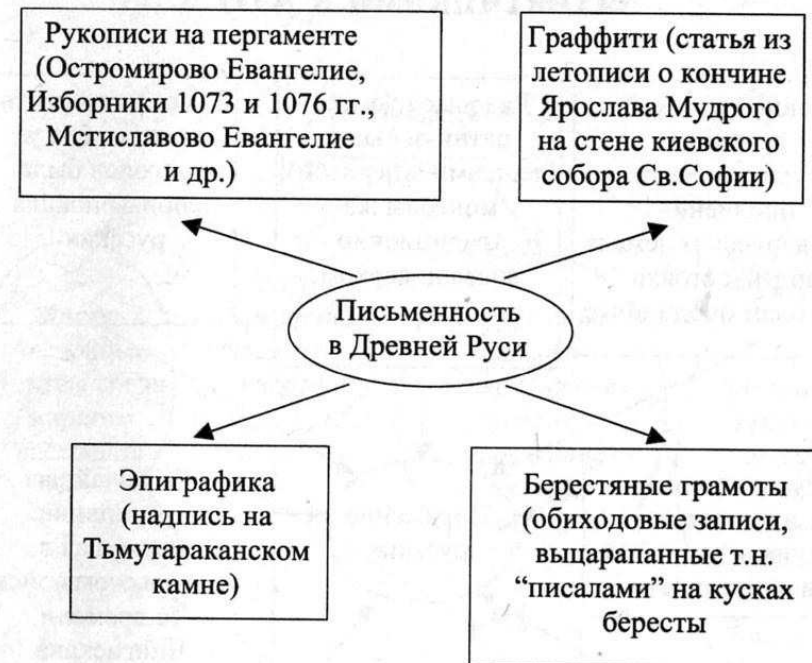 Рукописи на пергаменте
(Остромирово Евангелие,
Изборники 1073 и 1076 гг.,
Мстиславово Евангелие
и др.)
Граффити (статья из
летописи о кончине
Ярослава Мудрого
на стене киевского
собора Св.Софии)
Письменность
в Древней Руси
Эпиграфика
(надпись на
Тьмутараканском
камне)
Берестяные грамоты
(обиходовые записи,
выцарапанные т.н.
“писалами” на кусках
бересты